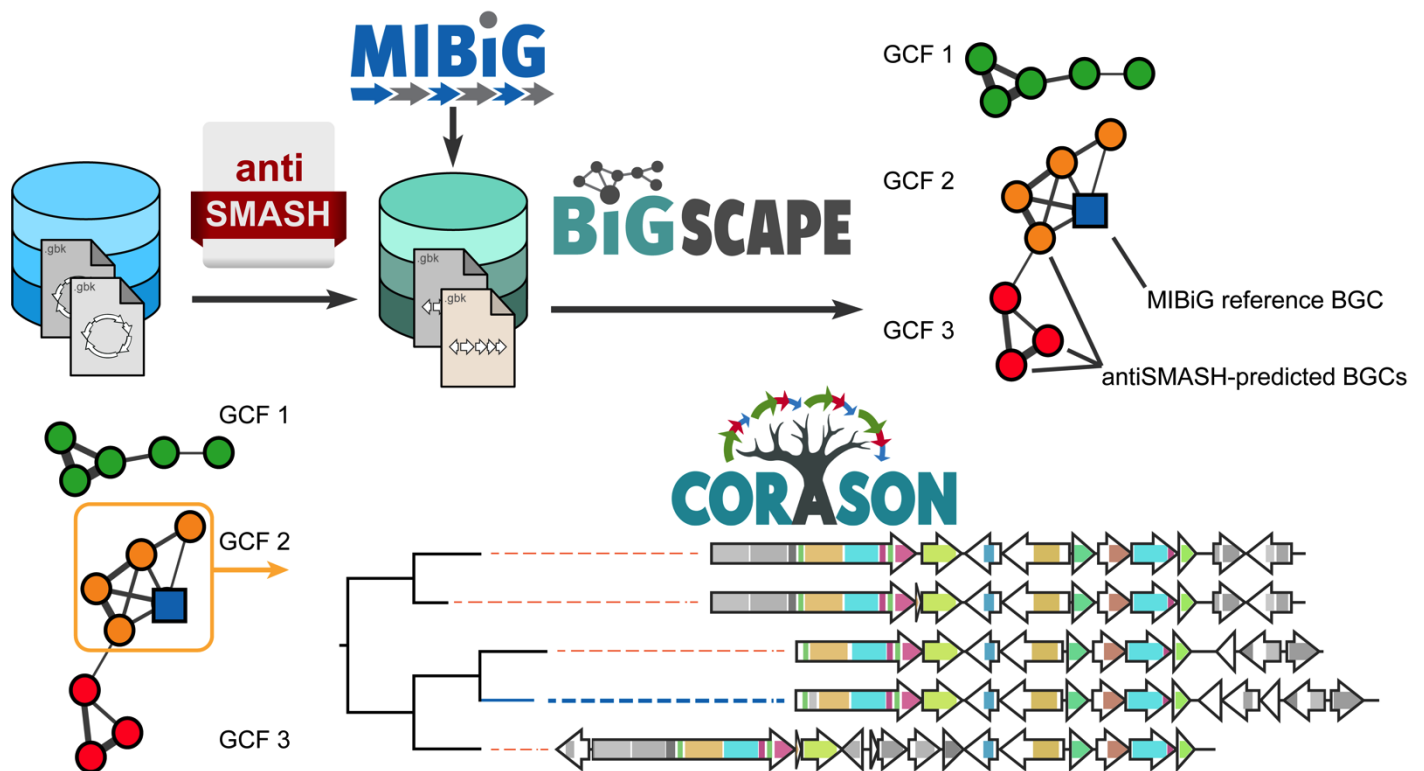 MIBiG
GCF 1
anti
SMASH
.gbk
.gbk
.gbk
.gbk
BiGSCAPE
GCF 2
MIBiG reference BGC
GCF 3
antiSMASH-predicted BGCs
GCF 1
CORASON
GCF 2
GCF 3